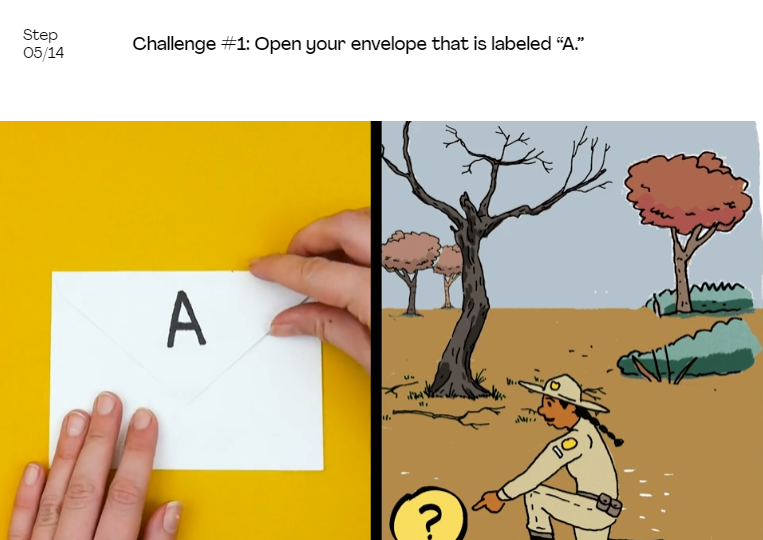 Step
05/14
Challenge #1: Open your envelope that is labeled “A.”
A
?